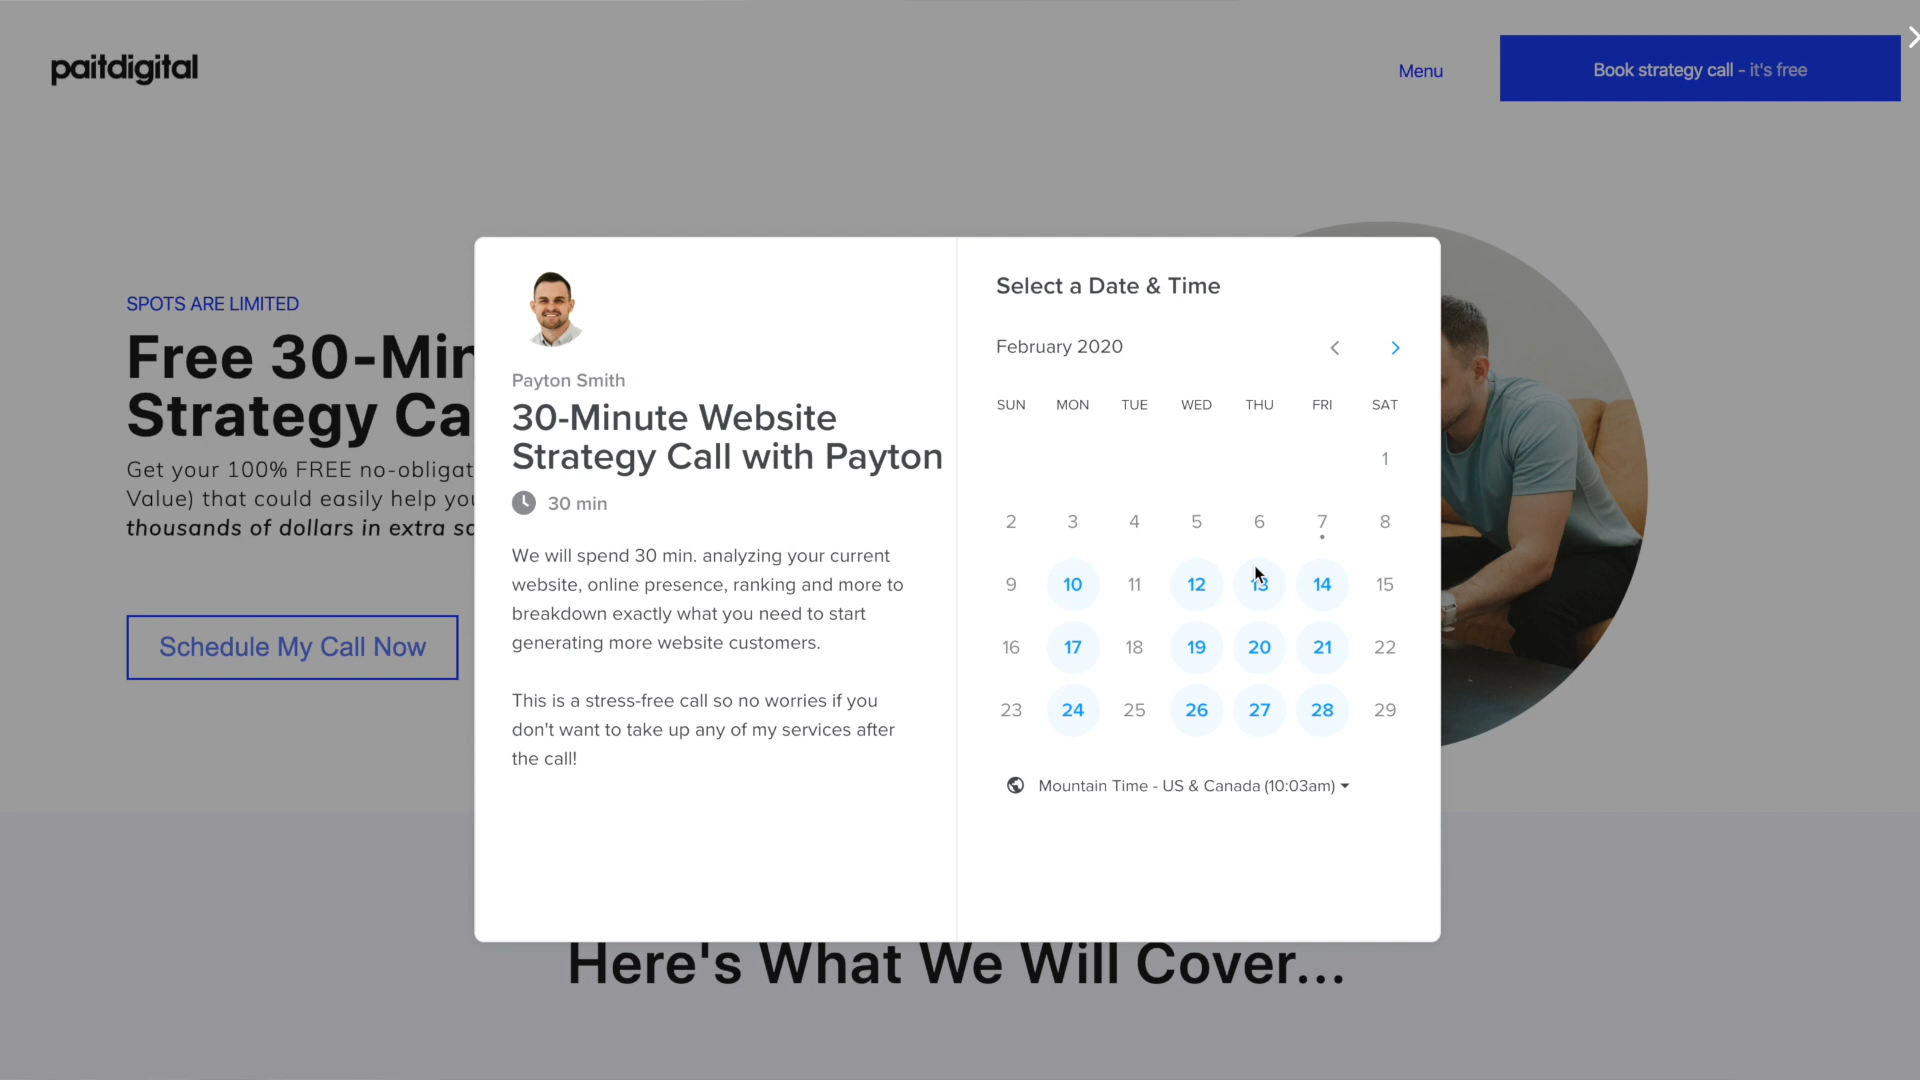 paitdigital
Menu
Book strategy call - it's free
SPOTS ARE LIMITED
Free 30-Min
Strategy Ca
Get your 100% FREE no-obligat
Value) that could easily help you
thousands of dollars in extra sa
Schedule My Call Now
Payton Smith
30-Minute Website
Strategy Call with Payton
30 min
We will spend 30 min. analyzing your current
website, online presence, ranking and more to
breakdown exactly what you need to start
generating more website customers.
This is a stress-free call so no worries if you
don't want to take up any of my services after
the call!
Select a Date & Time
February 2020
SUN MON TUE WED THU FRI SAT
1
2 3 4 5 6 7 8
9 10 11 12 13 14 15
16 17 18 19 20 21 22
23 24 25 26 27 28 29
Mountain Time - US & Canada (10:03am)
Here's What We Will Cover...